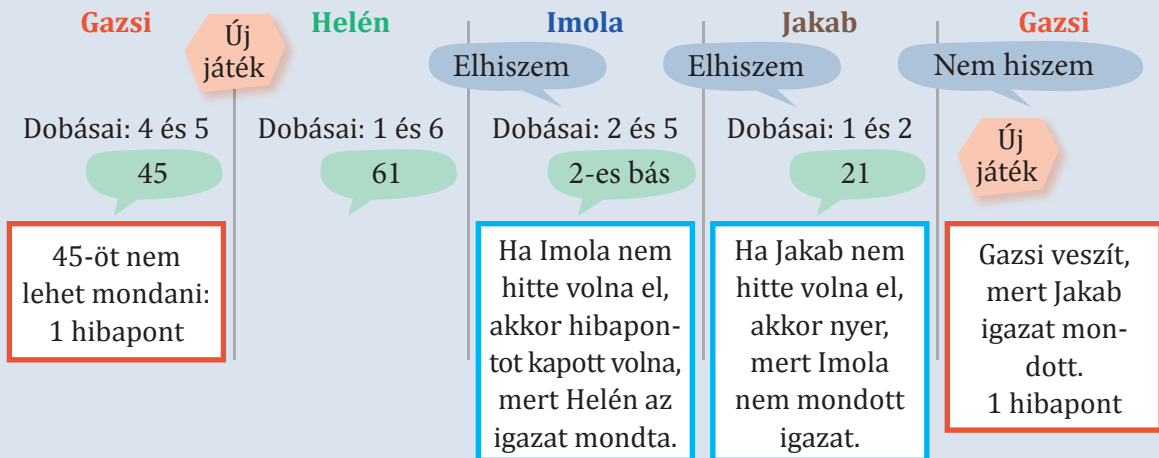 Gazsi
Új
játék
Dobásai: 4 és 5
45
45-öt nem
lehet mondani:
1 hibapont
Helén
Dobásai: 1 és 6
61
Imola
Elhiszem
Dobásai: 2 és 5
2-es bás
Ha Imola nem
hitte volna el,
akkor hibapon-
tot kapott volna,
mert Helén az
igazat mondta.
Jakab
Elhiszem
Dobásai: 1 és 2
21
Ha Jakab nem
hitte volna el,
akkor nyer,
mert Imola
nem mondott
igazat.
Gazsi
Nem hiszem
Új
játék
Gazsi veszít,
mert Jakab
igazat mon-
dott.
1 hibapont